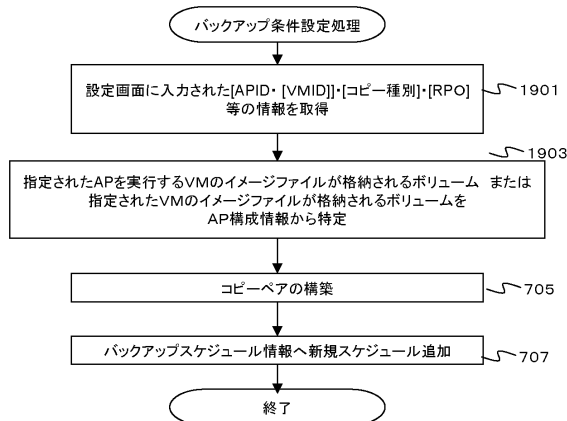 バックアップ条件設定処理
設定画面に入力された[APID・[VMID]]・[コピー種別]・[RPO]
等の情報を取得
1901
1903
指定されたAPを実行するVMのイメージファイルが格納されるボリューム または
指定されたVMのイメージファイルが格納されるボリュームを
AP構成情報から特定
コピーペアの構築
705
バックアップスケジュール情報へ新規スケジュール追加
707
終了